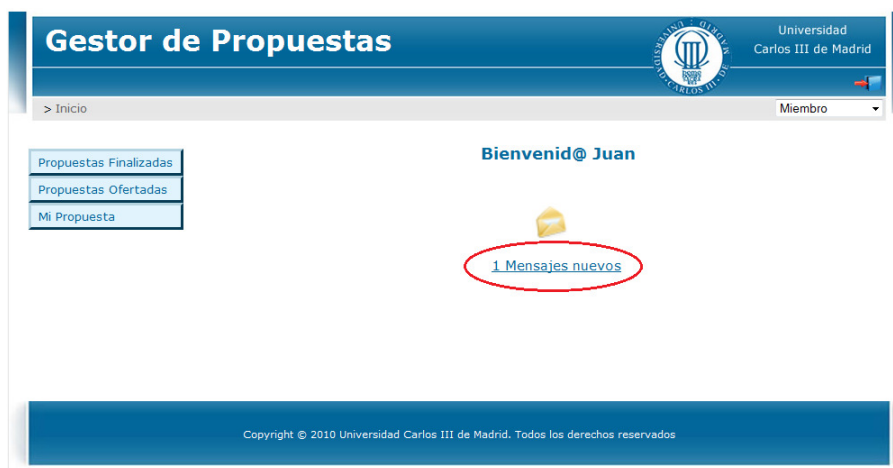 Gestor de Propuestas
Universidad
Carlos III de Madrid
> Inicio
Miembro
Propuestas Finalizadas
Propuestas Ofertadas
Mi Propuesta
Bienvenid@ Juan
1 Mensajes nuevos
Copyright © 2010 Universidad Carlos III de Madrid. Todos los derechos reservados